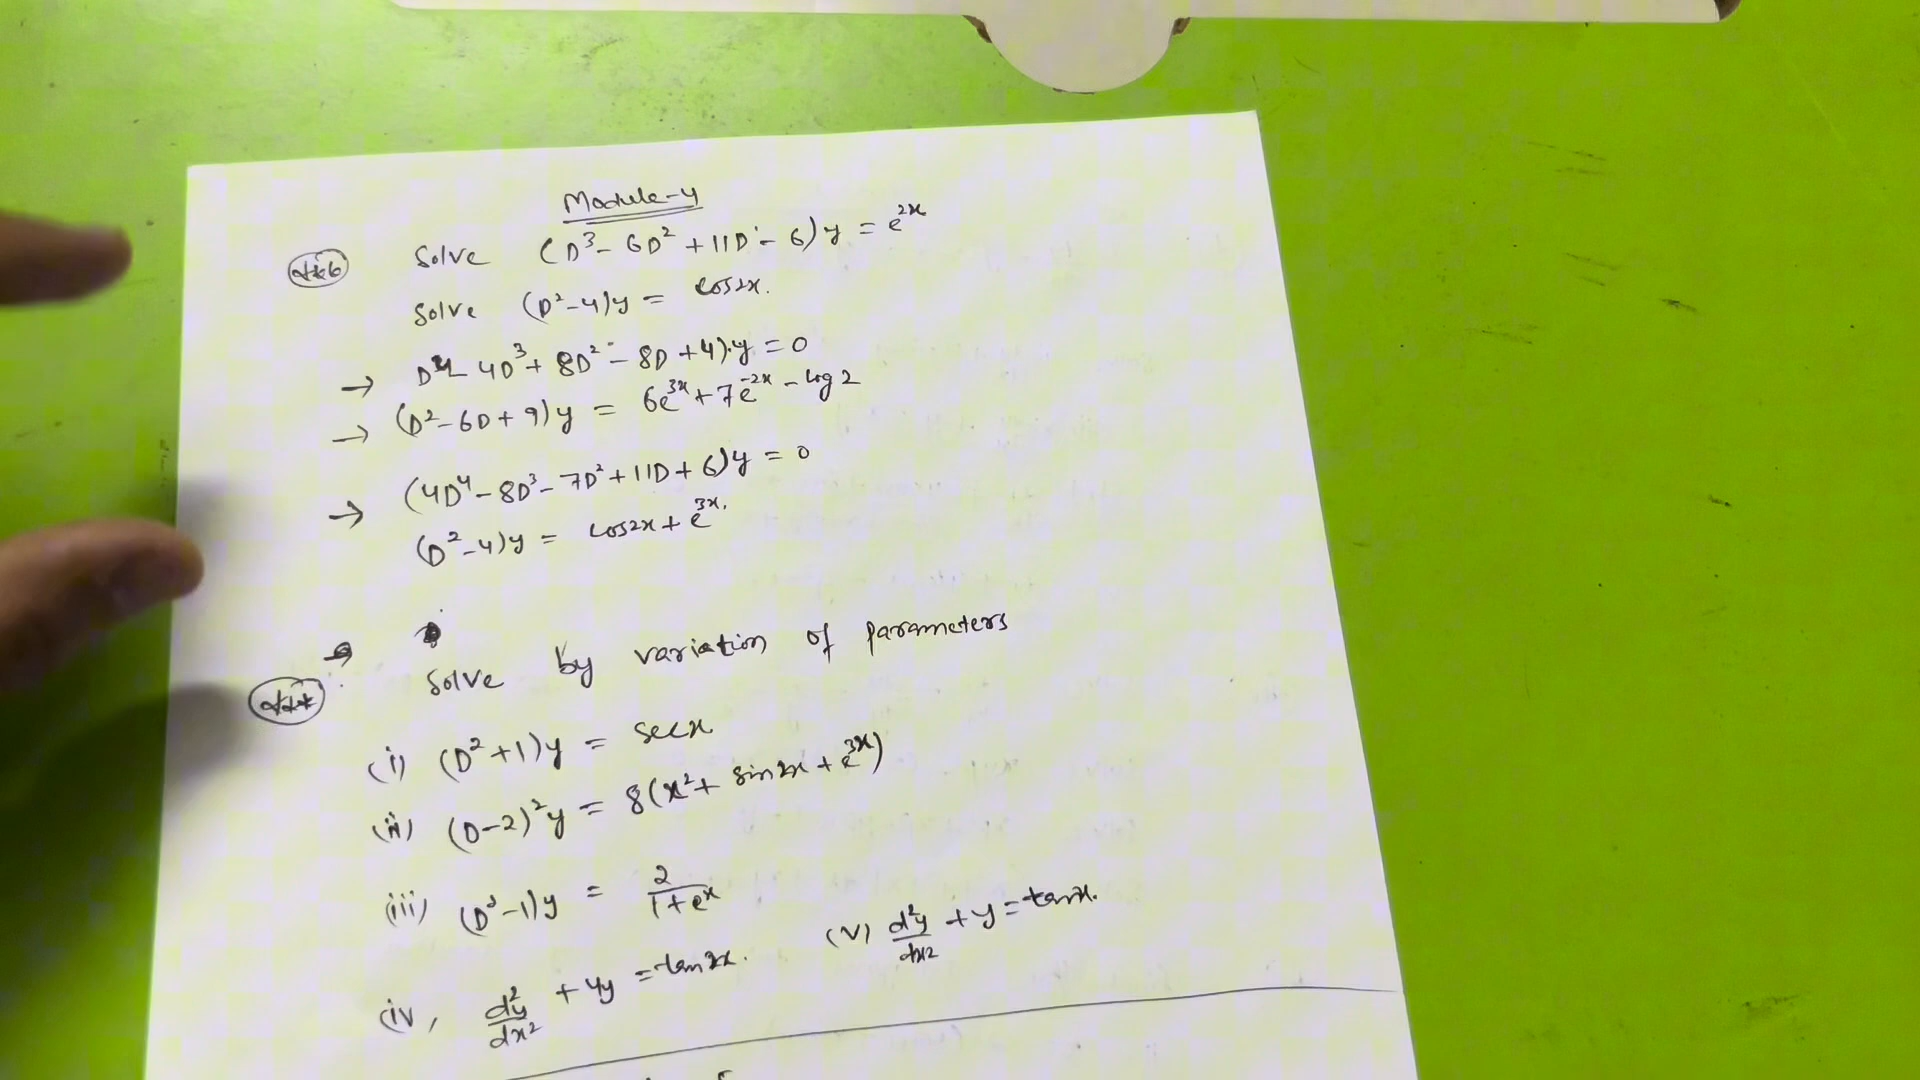 Module-4
Solve (D³ - 6D² + 11D - 6)y = e^2x
Solve (D² - 4)y = cos2x.
→ D⁴ - 4D³ + 8D² - 8D + 4).y = 0
→ (D² - 6D + 9)y = 6e^3x + 7e^-2x - log 2
→ (4D⁴ - 8D³ - 7D² + 11D + 6)y = 0
(D² - 4)y = cos2x + e^3x.
Solve by variation of parameters
(i) (D² + 1)y = secx
(ii) (D-2)²y = 8(x² + sin2x + e^3x)
(iii) (D² - 1)y = 2/(1+e^x)
(iv, d²y/dx² + 4y = tan2x.
(V) d²y/dx² + y = tanx.